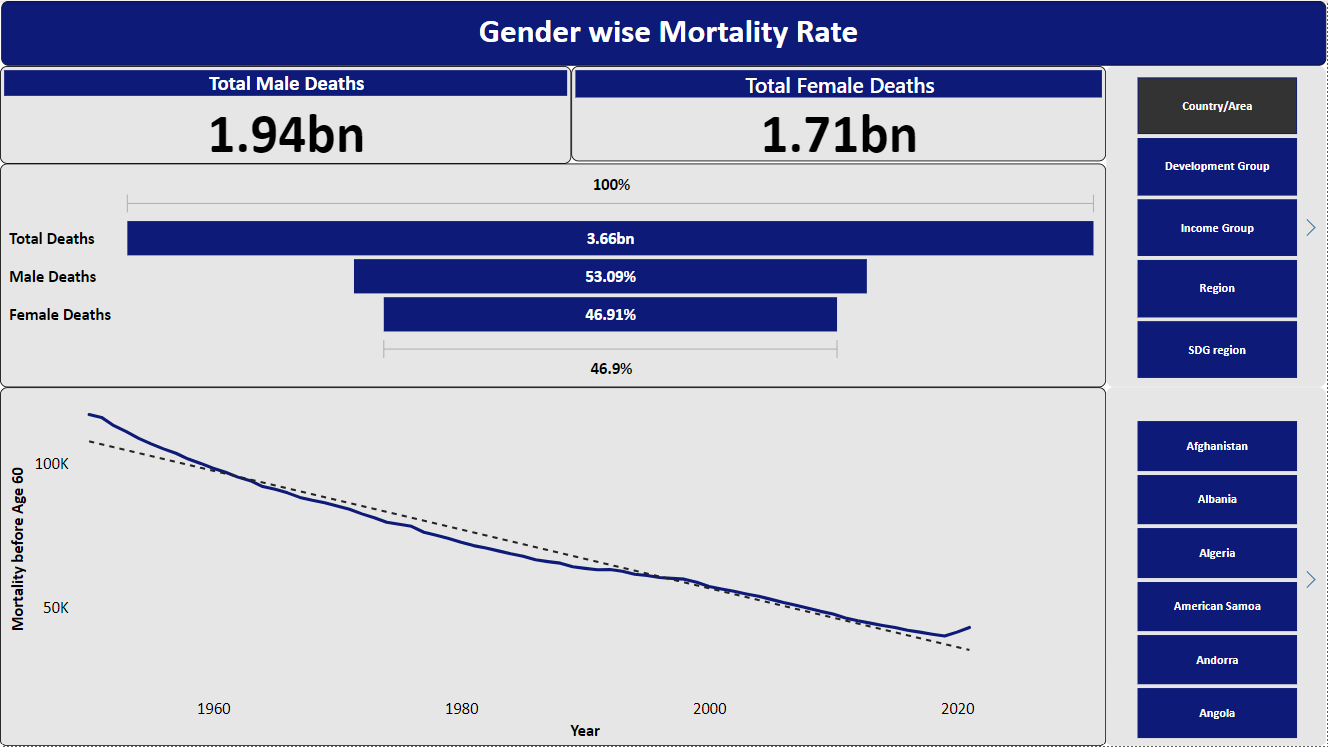 Gender wise Mortality Rate
Total Male Deaths
1.94bn
Total Female Deaths
1.71bn
100%
Total Deaths
3.66bn
Male Deaths
53.09%
Female Deaths
46.91%
46.9%
Mortality before Age 60
100K
50K
1960
1980
2000
2020
Year
Country/Area
Development Group
Income Group
Region
SDG region
Afghanistan
Albania
Algeria
American Samoa
Andorra
Angola